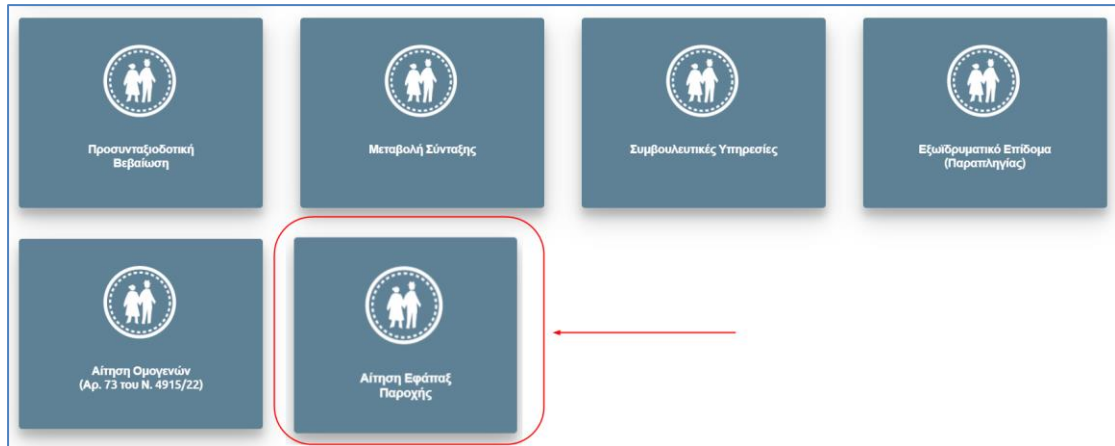 Προσυνταξιοδοτική
Βεβαίωση
Μεταβολή Σύνταξης
Συμβουλευτικές Υπηρεσίες
Εξωϊδρυματικό Επίδομα
(Παραπληγίας)
Αίτηση Ομογενών
(Αρ. 73 του Ν. 4915/22)
Αίτηση Εφάπαξ
Παροχής